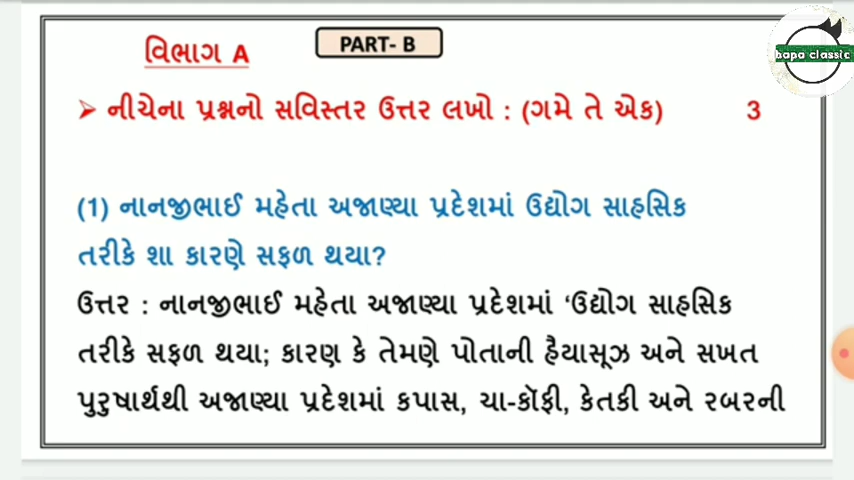 PART- B
bapa classic
વિભાગ A
➢ નીચેના પ્રશ્નનો સવિસ્તર ઉત્તર લખો : (ગમે તે એક) 3
(1) નાનજીભાઈ મહેતા અજાણ્યા પ્રદેશમાં ઉદ્યોગ સાહસિક
તરીકે શા કારણે સફળ થયા?
ઉત્તર : નાનજીભાઈ મહેતા અજાણ્યા પ્રદેશમાં ‘ઉદ્યોગ સાહસિક
તરીકે સફળ થયા; કારણ કે તેમણે પોતાની હૈયાસૂઝ અને સખત
પુરુષાર્થથી અજાણ્યા પ્રદેશમાં કપાસ, ચા-કૉફી, કેતકી અને રબરની